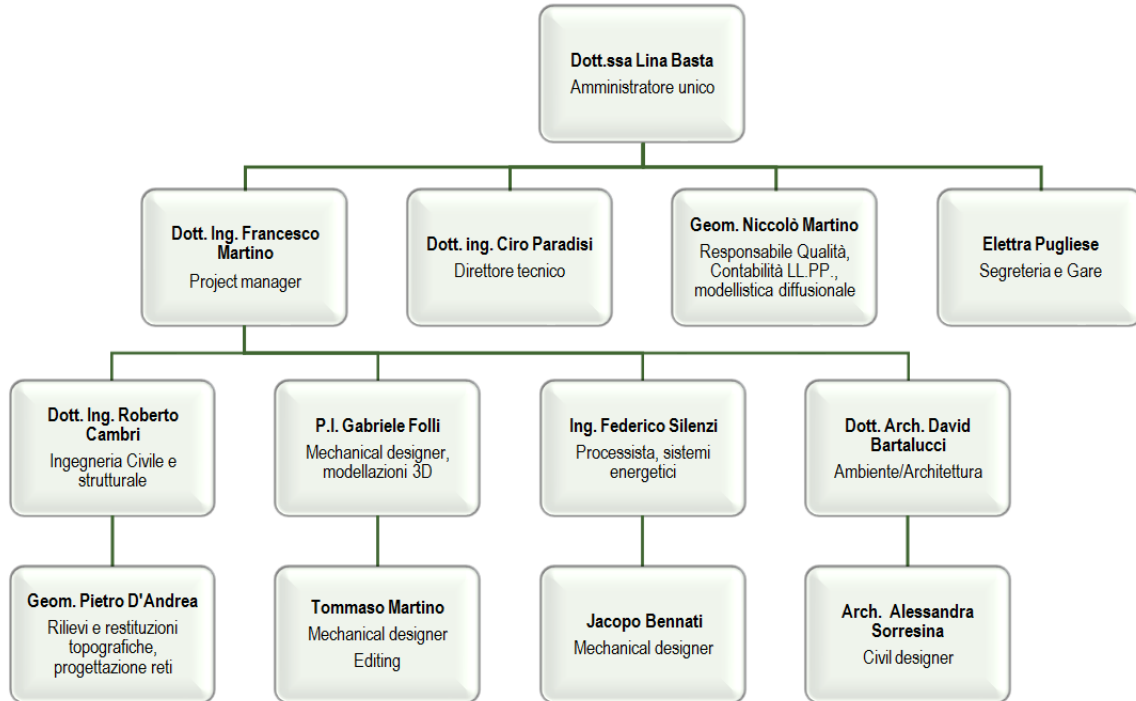 Dott.ssa Lina Basta
Amministratore unico
Dott. Ing. Francesco
Martino
Project manager
Dott. ing. Ciro Paradisi
Direttore tecnico
Geom. Niccolò Martino
Responsabile Qualità,
Contabilità LL.PP.,
modellistica diffusionale
Elettra Pugliese
Segreteria e Gare
Dott. Ing. Roberto
Cambri
Ingegneria Civile e
strutturale
P.I. Gabriele Folli
Mechanical designer,
modellazioni 3D
Ing. Federico Silenzi
Processista, sistemi
energetici
Dott. Arch. David
Bartalucci
Ambiente/Architettura
Geom. Pietro D'Andrea
Rilievi e restituzioni
topografiche,
progettazione reti
Tommaso Martino
Mechanical designer
Editing
Jacopo Bennati
Mechanical designer
Arch. Alessandra
Sorresina
Civil designer